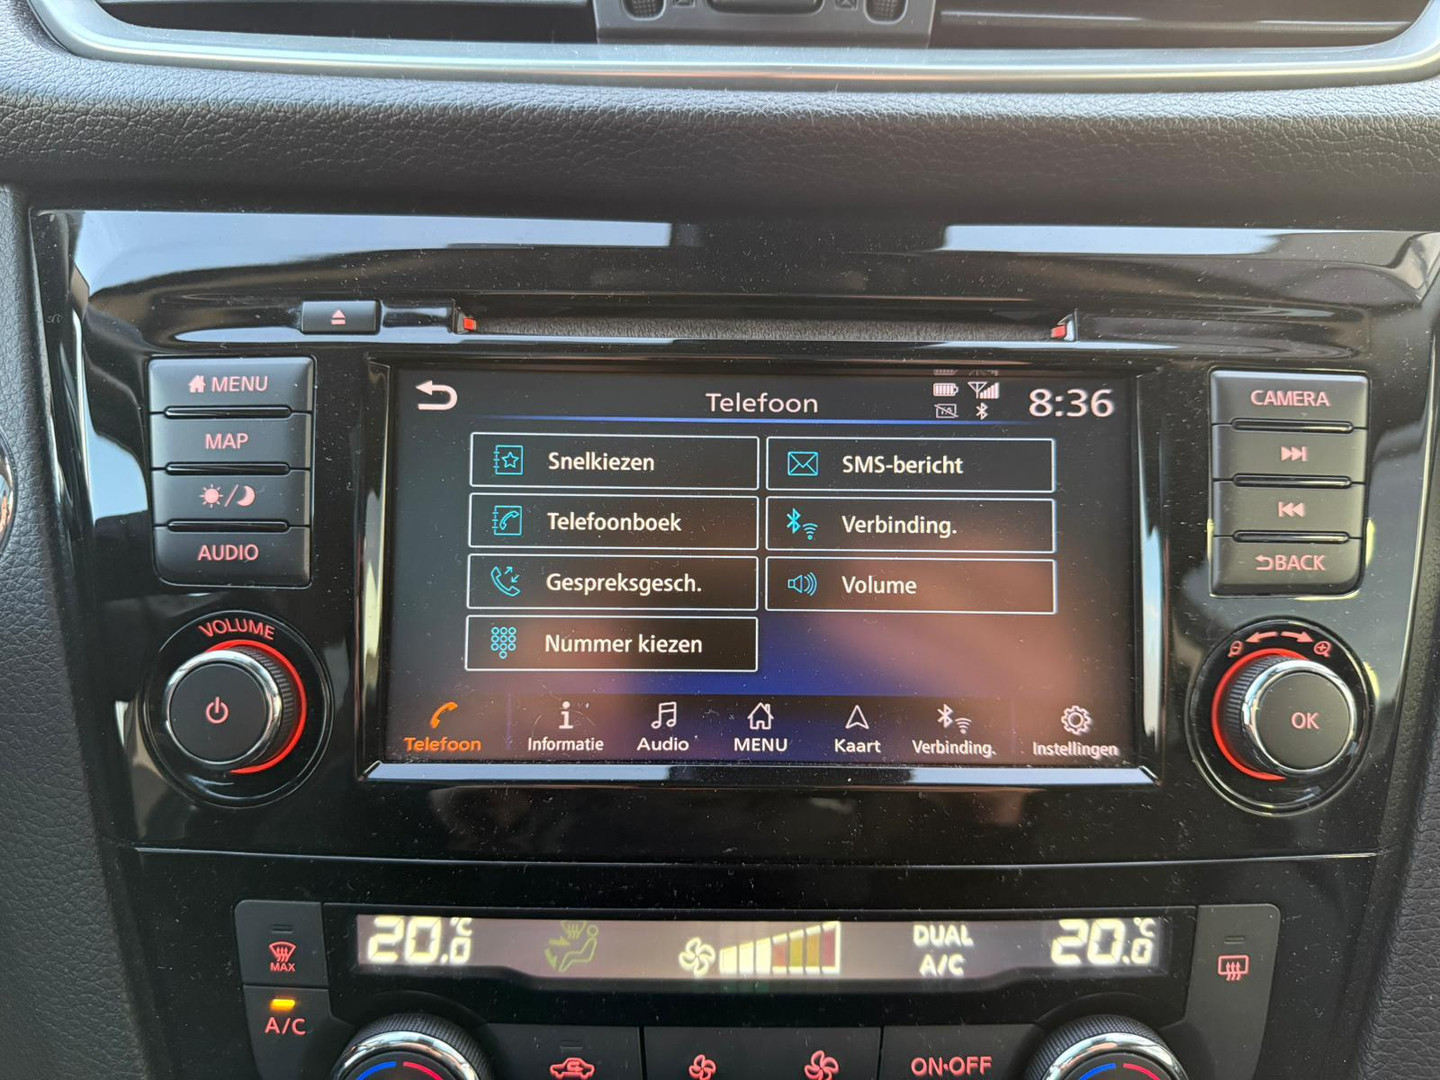 MENU
MAP
AUDIO
VOLUME
Telefoon
TA
8:36
Snelkiezen
SMS-bericht
Telefoonboek
Verbinding.
Gespreksgesch.
Volume
Nummer kiezen
Telefoon
Informatie
Audio
MENU
Kaart
Verbinding.
Instellingen
CAMERA
BACK
OK
MAX
A/C
20.0 °C
DUAL
A/C
20.0 °C
ON·OFF